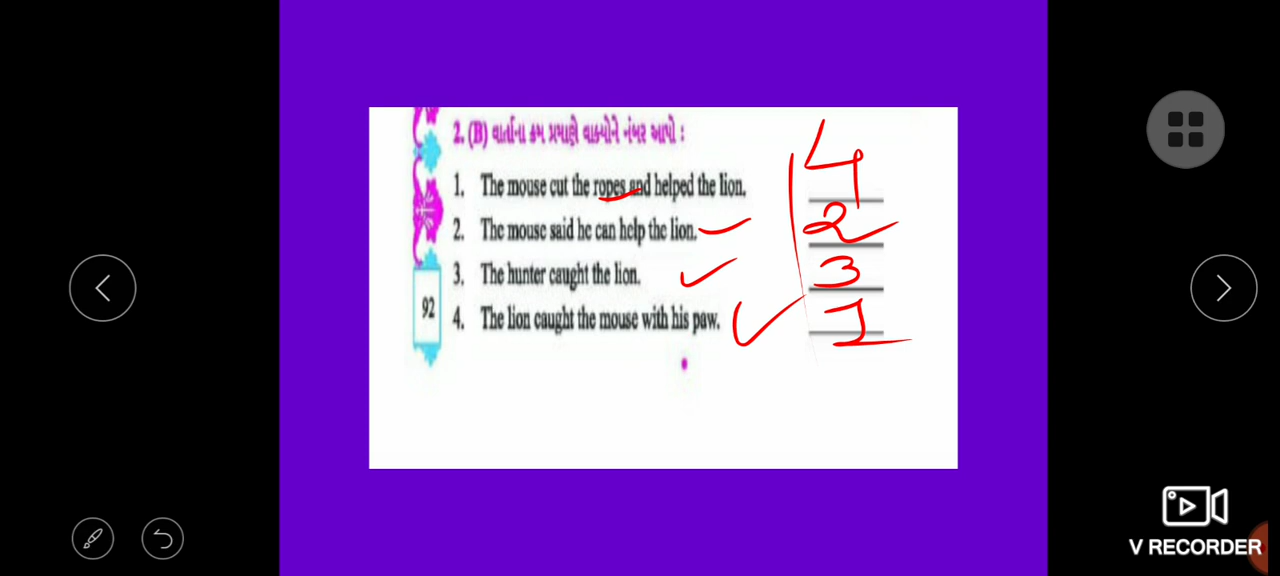 2. (B) વાર્તાના ક્રમ પ્રમાણે વાક્યોને નંબર આપો :
1. The mouse cut the ropes and helped the lion. 4
2. The mouse said he can help the lion. 2
3. The hunter caught the lion. 3
92
4. The lion caught the mouse with his paw. 1
V RECORDER